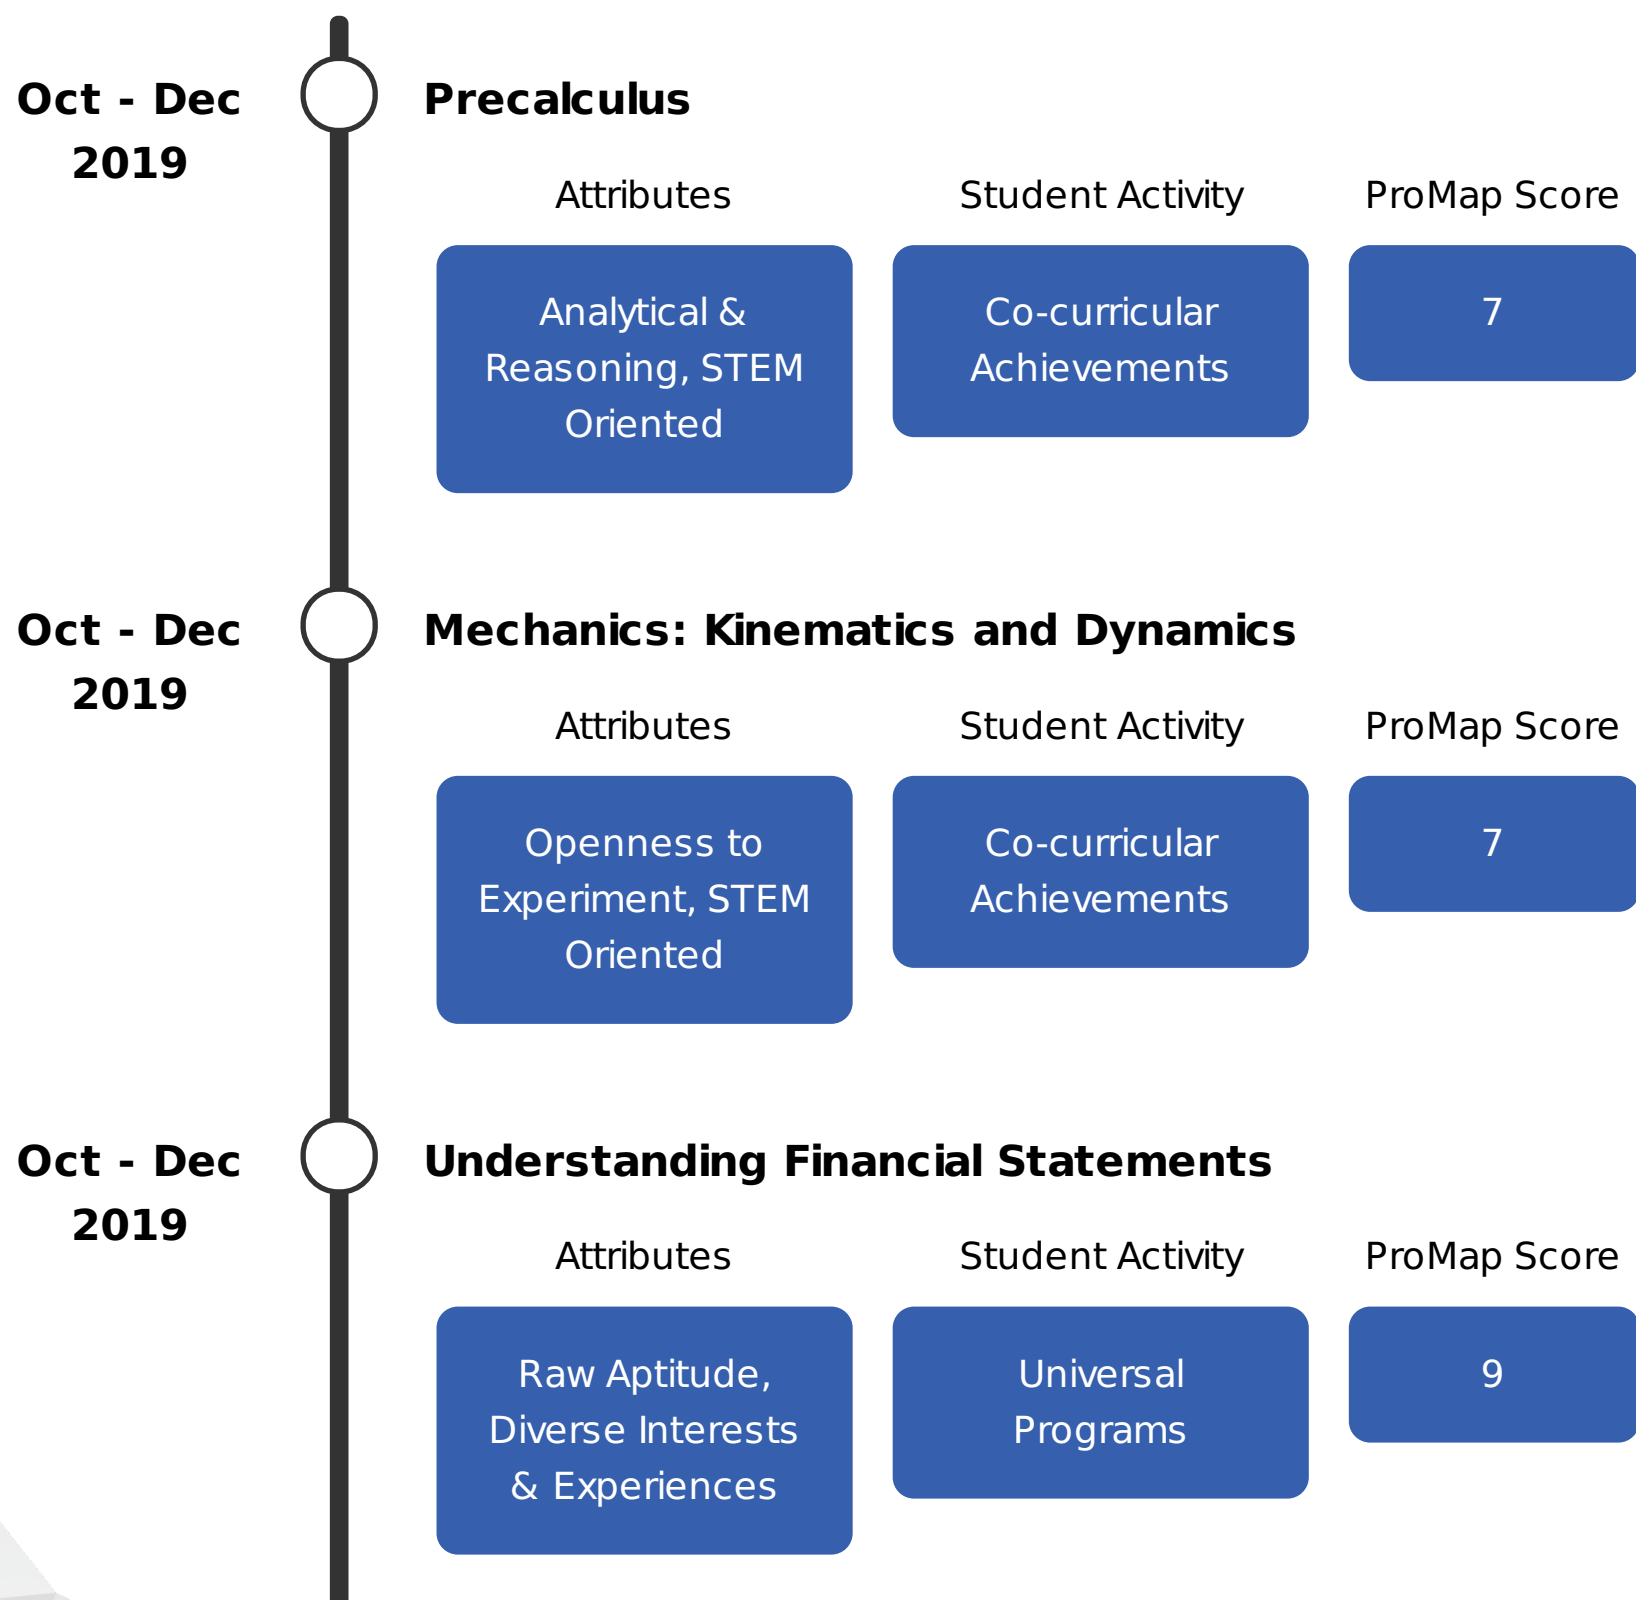 Oct - Dec
2019
Precalculus
Attributes
Student Activity
ProMap Score
Analytical &
Reasoning, STEM
Oriented
Co-curricular
Achievements
7
Oct - Dec
2019
Mechanics: Kinematics and Dynamics
Attributes
Student Activity
ProMap Score
Openness to
Experiment, STEM
Oriented
Co-curricular
Achievements
7
Oct - Dec
2019
Understanding Financial Statements
Attributes
Student Activity
ProMap Score
Raw Aptitude,
Diverse Interests
& Experiences
Universal
Programs
9